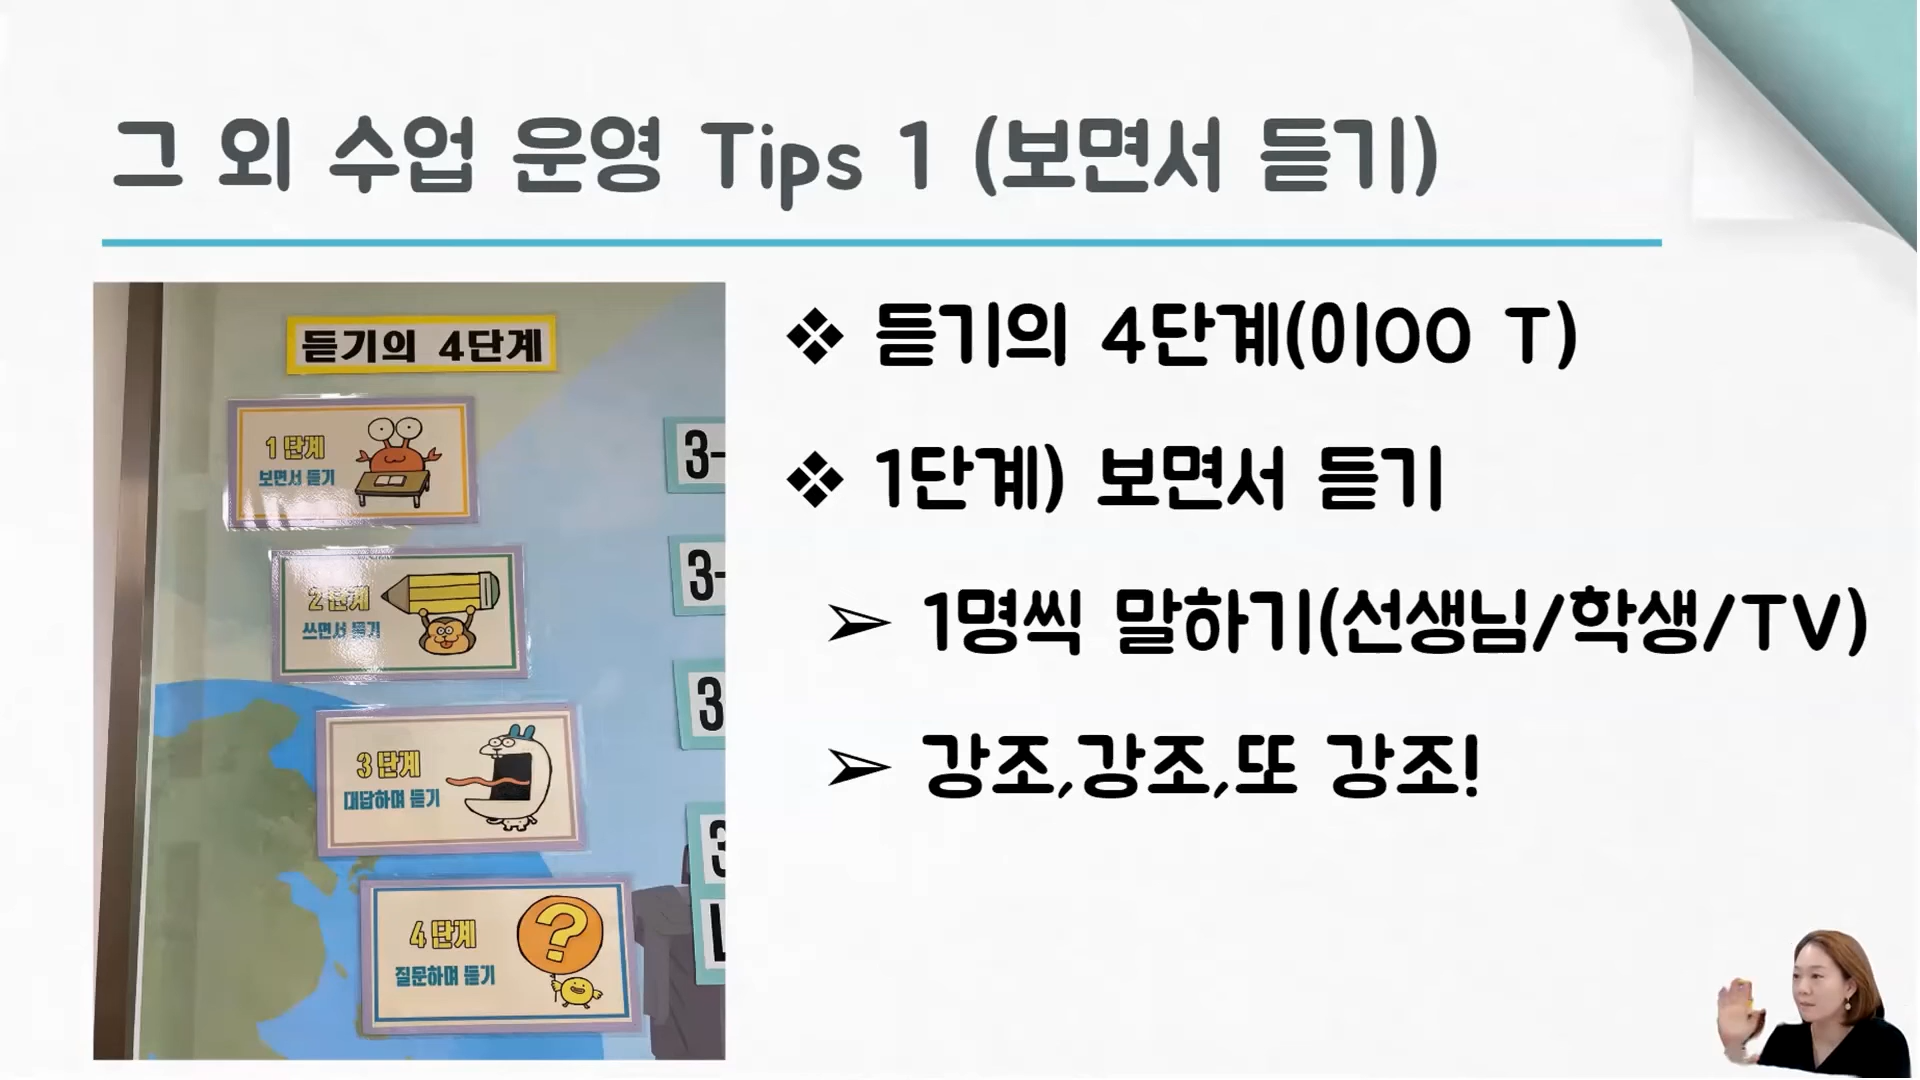 그 외 수업 운영 Tips 1 (보면서 듣기)
듣기의 4단계
1 단계
보면서 듣기
2 단계
쓰면서 듣기
3 단계
대답하며 듣기
4 단계
질문하며 듣기
3-
3-
3
❖ 듣기의 4단계(이OO T)
❖ 1단계) 보면서 듣기
➢ 1명씩 말하기(선생님/학생/TV)
➢ 강조,강조,또 강조!